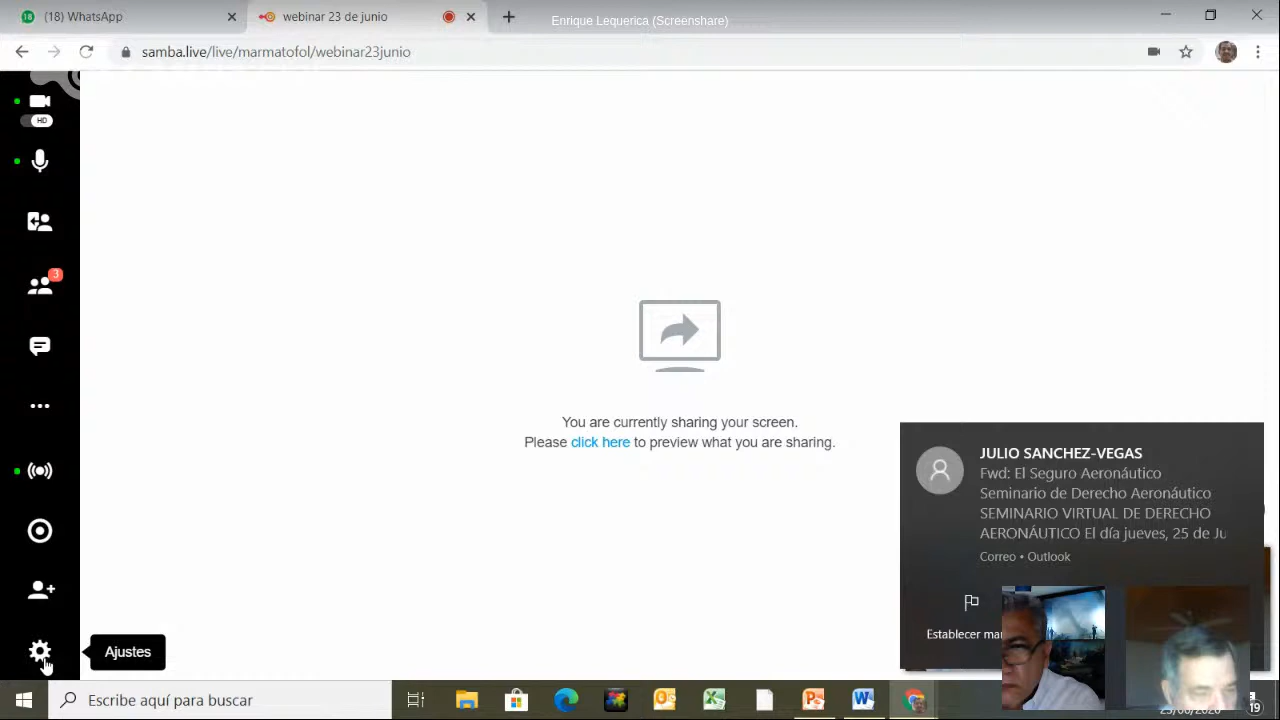 (18) WhatsApp
webinar 23 de junio
Enrique Lequerica (Screenshare)
samba.live/live/marmatofol/webinar23junio
HD
3
You are currently sharing your screen.
Please click here to preview what you are sharing.
JULIO SANCHEZ-VEGAS
Fwd: El Seguro Aeronáutico
Seminario de Derecho Aeronáutico
SEMINARIO VIRTUAL DE DERECHO
AERONÁUTICO El día jueves, 25 de Ju
Correo • Outlook
Establecer mar
Ajustes
Escribe aquí para buscar
19